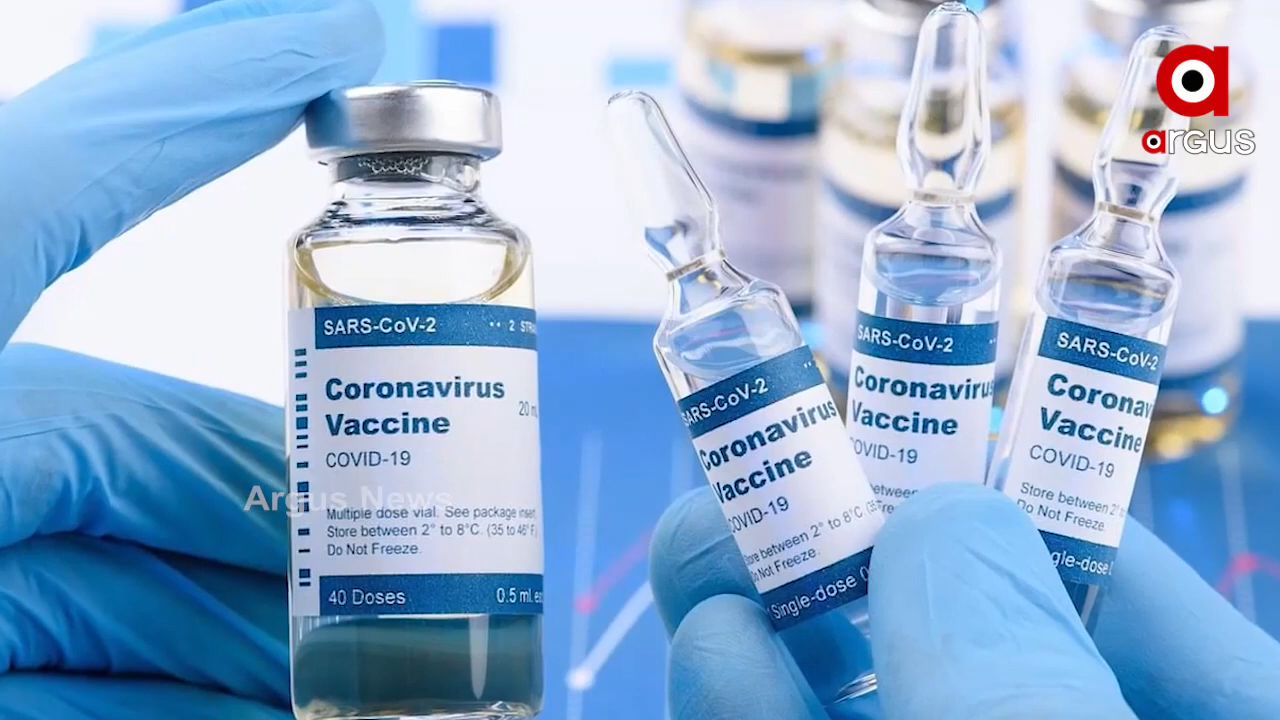 argus
SARS-CoV-2
Coronavirus
Vaccine
20
COVID-19
Multiple dose vial. See package insert
Store between 2° to 8°C. (35 to 46°F)
Do Not Freeze.
40 Doses 0.5 ml.
Argus News
SARS-CoV-2
Coronavirus
Vaccine
COVID-19
Store between 2° to 8°C.
Do Not Freeze.
Single-dose
SARS-CoV-2
Coronavirus
Vaccine
COVID-19
between
SARS-CoV-2
Coronav
Vaccine
COVID-19
Store between 2°
Do Not Freeze.
gle-dose